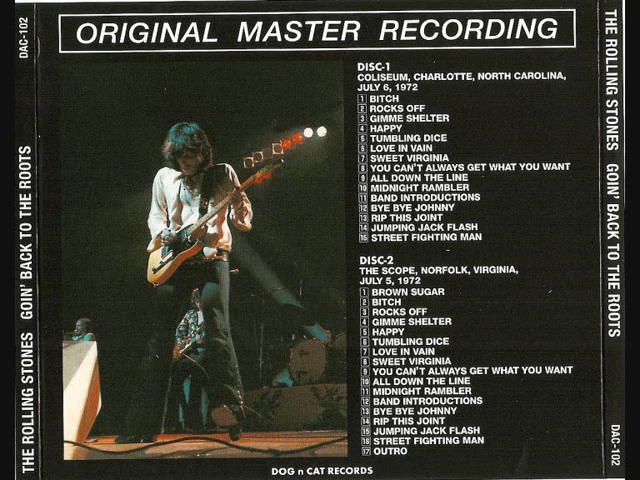 ORIGINAL MASTER RECORDING
DAC-102
THE ROLLING STONES GOIN' BACK TO THE ROOTS
DISC-1
COLISEUM, CHARLOTTE, NORTH CAROLINA,
JULY 6, 1972
1 BITCH
2 ROCKS OFF
3 GIMME SHELTER
4 HAPPY
5 TUMBLING DICE
6 LOVE IN VAIN
7 SWEET VIRGINIA
8 YOU CAN'T ALWAYS GET WHAT YOU WANT
9 ALL DOWN THE LINE
10 MIDNIGHT RAMBLER
11 BAND INTRODUCTIONS
12 BYE BYE JOHNNY
13 RIP THIS JOINT
14 JUMPING JACK FLASH
15 STREET FIGHTING MAN
DISC-2
THE SCOPE, NORFOLK, VIRGINIA,
JULY 5, 1972
1 BROWN SUGAR
2 BITCH
3 ROCKS OFF
4 GIMME SHELTER
5 HAPPY
6 TUMBLING DICE
7 LOVE IN VAIN
8 SWEET VIRGINIA
9 YOU CAN'T ALWAYS GET WHAT YOU WANT
10 ALL DOWN THE LINE
11 MIDNIGHT RAMBLER
12 BAND INTRODUCTIONS
13 BYE BYE JOHNNY
14 RIP THIS JOINT
15 JUMPING JACK FLASH
16 STREET FIGHTING MAN
17 OUTRO
DOG n CAT RECORDS
THE ROLLING STONES GOIN' BACK TO THE ROOTS
DAC-102